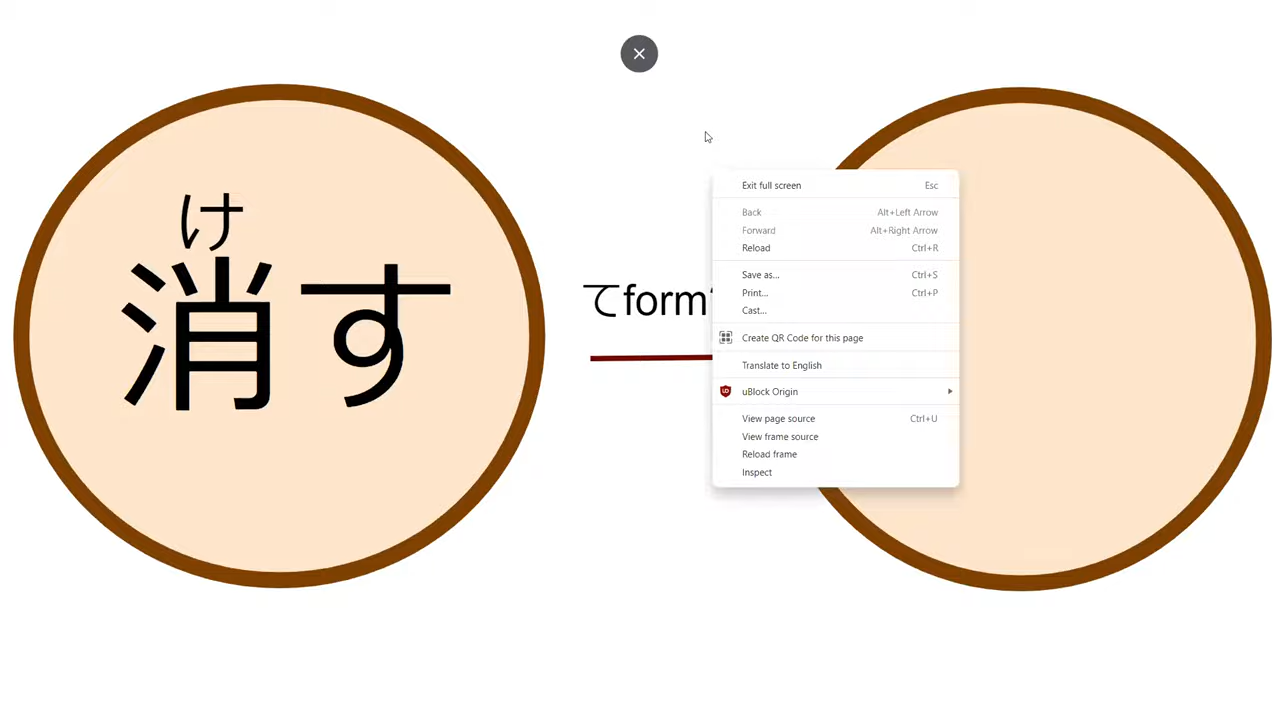 け
消す
てform
Exit full screen Esc
Back Alt+Left Arrow
Forward Alt+Right Arrow
Reload Ctrl+R
Save as... Ctrl+S
Print... Ctrl+P
Cast...
Create QR Code for this page
Translate to English
uBlock Origin
View page source Ctrl+U
View frame source
Reload frame
Inspect